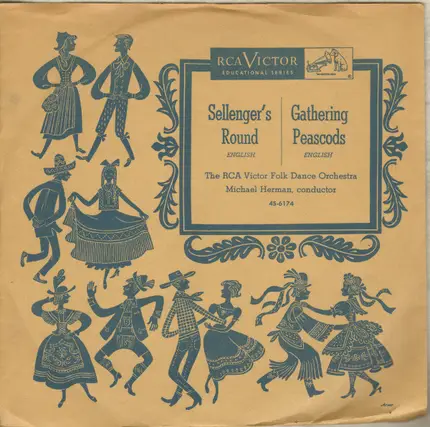 RCA VICTOR
EDUCATIONAL SERIES
Sellenger's
Round
ENGLISH
Gathering
Peascods
ENGLISH
The RCA Victor Folk Dance Orchestra
Michael Herman, conductor
45-6174